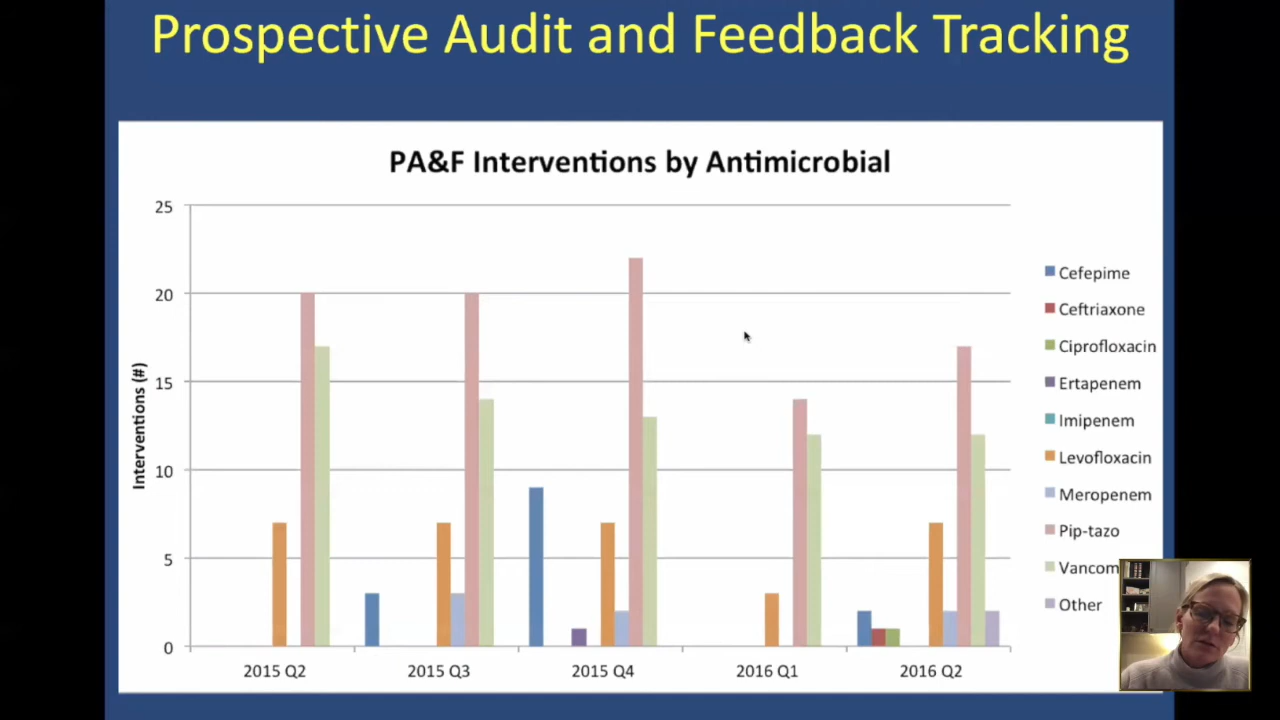 Prospective Audit and Feedback Tracking
PA&F Interventions by Antimicrobial
Interventions (#)
25
20
15
10
5
0
2015 Q2
2015 Q3
2015 Q4
2016 Q1
2016 Q2
Cefepime
Ceftriaxone
Ciprofloxacin
Ertapenem
Imipenem
Levofloxacin
Meropenem
Pip-tazo
Vancom
Other